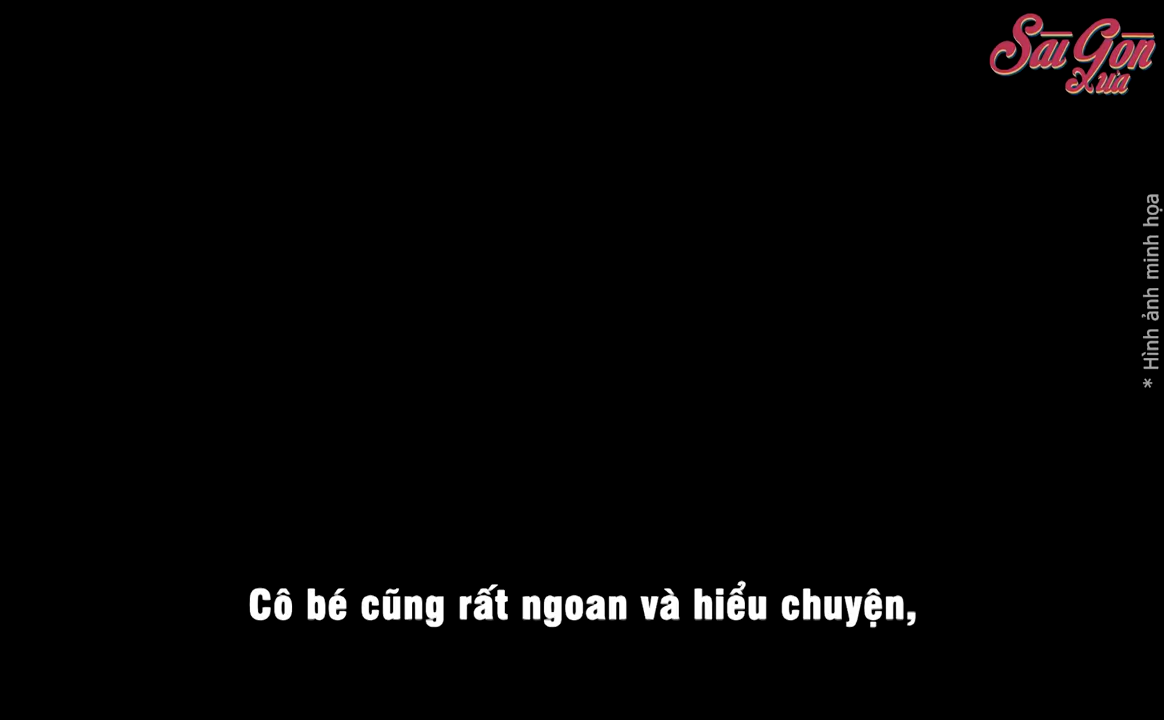 Sài Gòn
Xưa
* Hình ảnh minh họa
Cô bé cũng rất ngoan và hiểu chuyện,